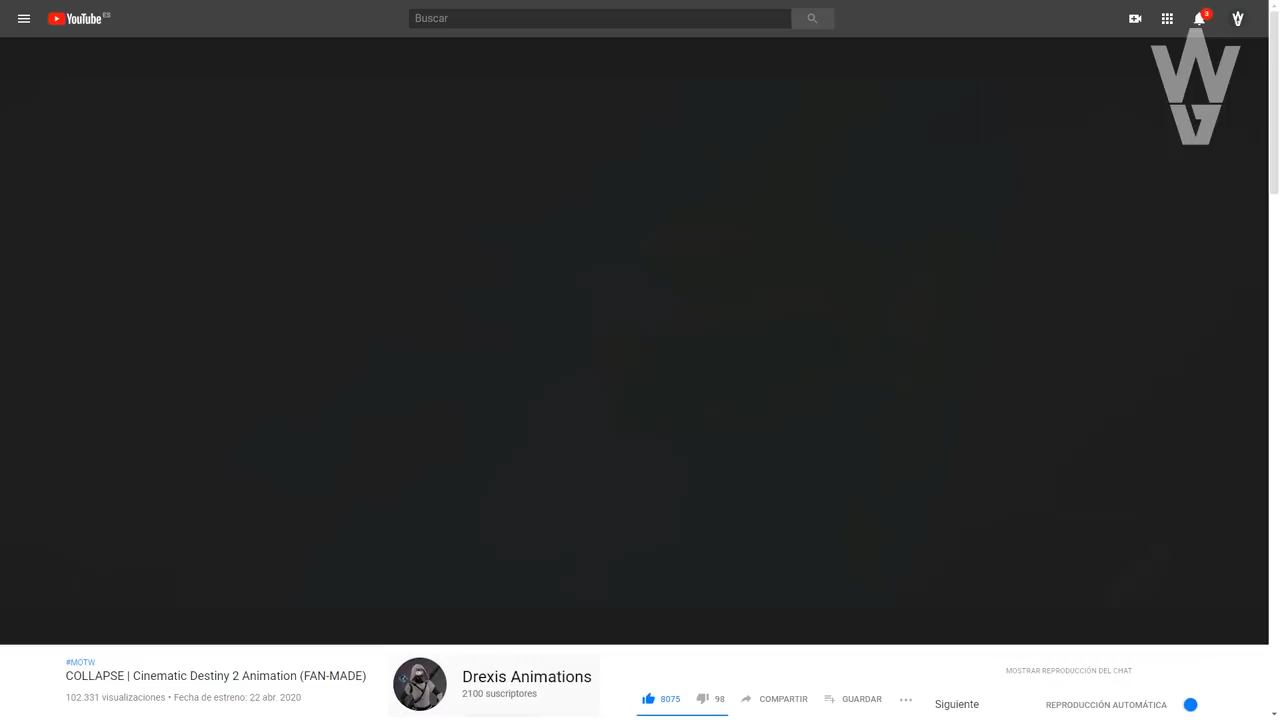 YouTube ES
Buscar
3
W
WG
#MOTW
COLLAPSE | Cinematic Destiny 2 Animation (FAN-MADE)
102.331 visualizaciones • Fecha de estreno: 22 abr. 2020
Drexis Animations
2100 suscriptores
8075
98
COMPARTIR
GUARDAR
MOSTRAR REPRODUCCIÓN DEL CHAT
Siguiente
REPRODUCCIÓN AUTOMÁTICA